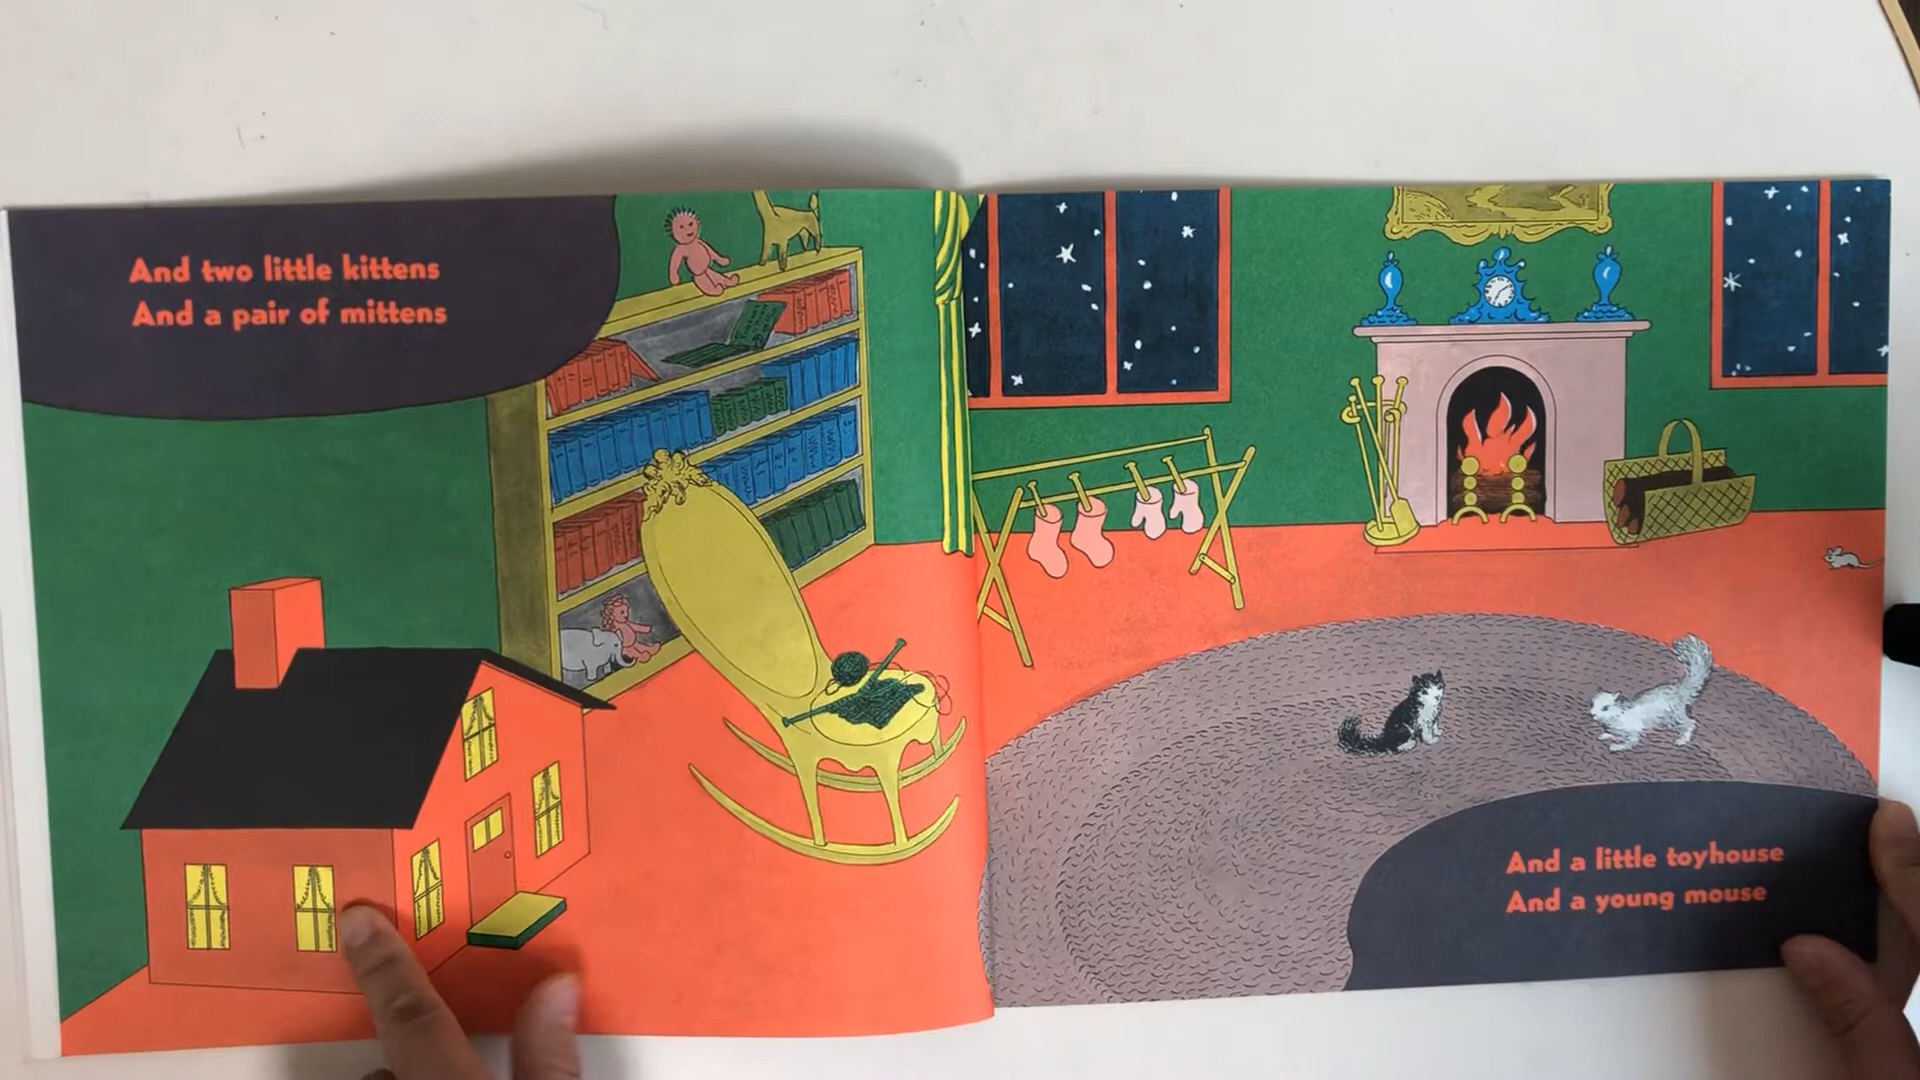 And two little kittens
And a pair of mittens
And a little toyhouse
And a young mouse